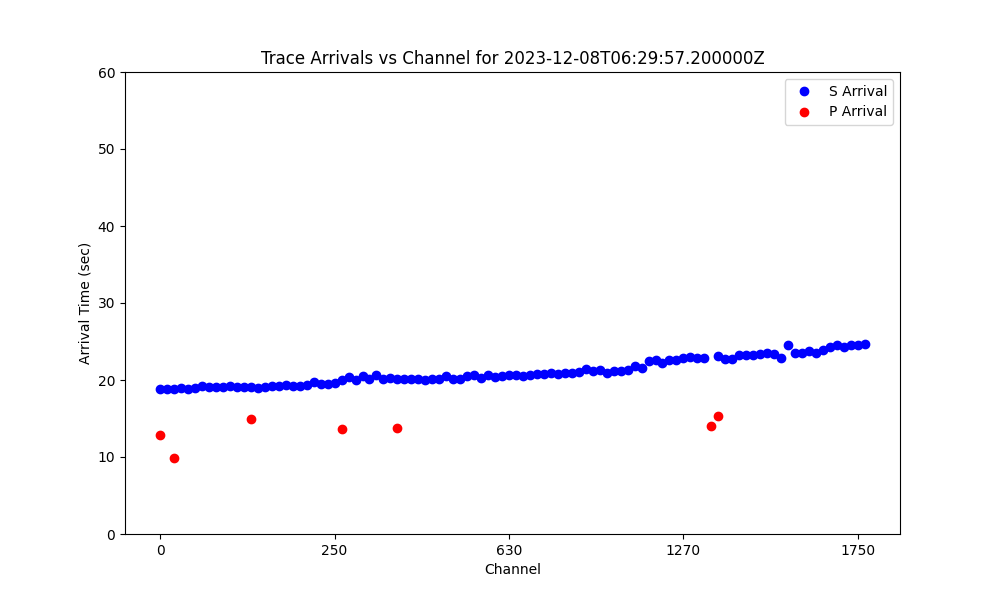 Trace Arrivals vs Channel for 2023-12-08T06:29:57.200000Z
S Arrival
P Arrival
60
50
40
30
20
10
0
Arrival Time (sec)
0 250 630 1270 1750
Channel